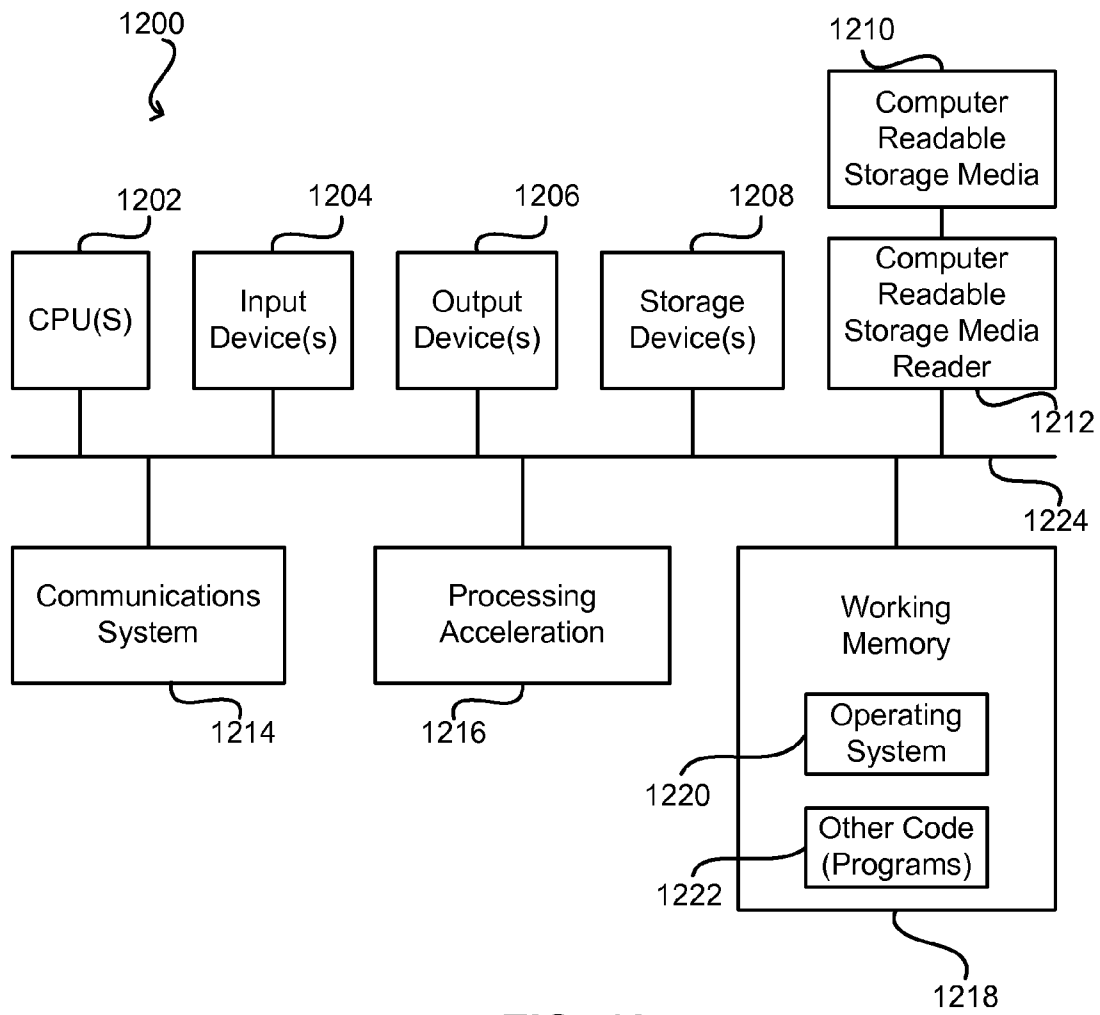 1200
1210
Computer
Readable
Storage Media
1202
1204
1206
1208
CPU(S)
Input
Device(s)
Output
Device(s)
Storage
Device(s)
Computer
Readable
Storage Media
Reader
1212
1224
Communications
System
1214
Processing
Acceleration
1216
Working
Memory
Operating
System
1220
Other Code
(Programs)
1222
1218